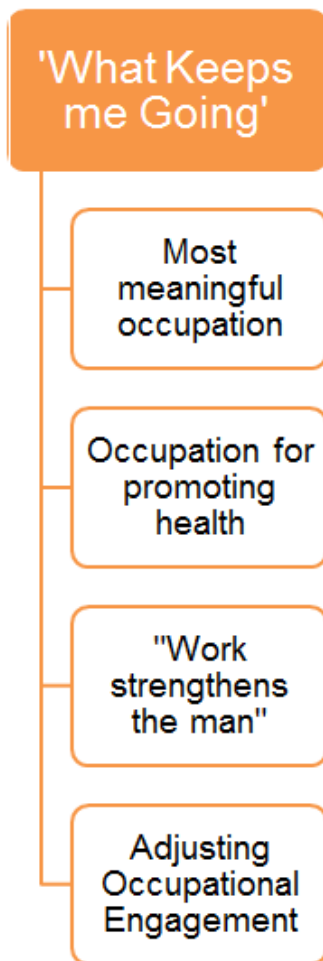 'What Keeps
me Going'
Most
meaningful
occupation
Occupation for
promoting
health
"Work
strengthens
the man"
Adjusting
Occupational
Engagement